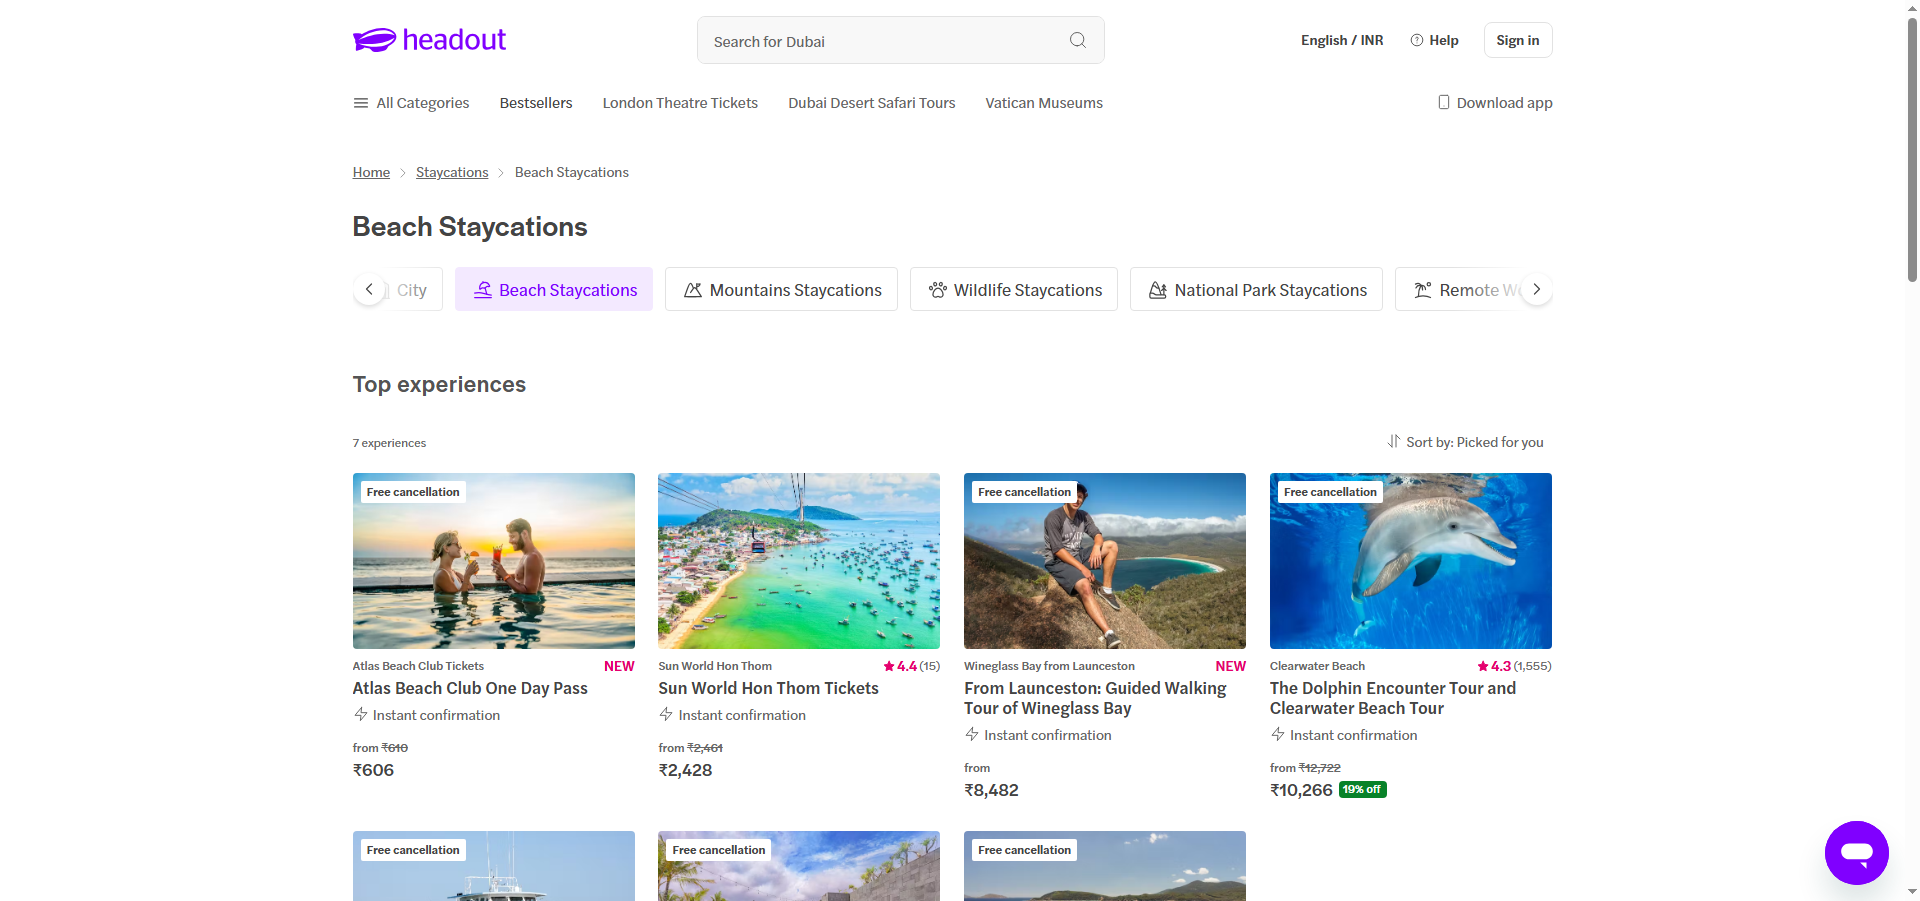 headout
Search for Dubai
English / INR
Help
Sign in
All Categories
Bestsellers
London Theatre Tickets
Dubai Desert Safari Tours
Vatican Museums
Download app
Home
Staycations
Beach Staycations
Beach Staycations
City
Beach Staycations
Mountains Staycations
Wildlife Staycations
National Park Staycations
Remote
Top experiences
7 experiences
Sort by: Picked for you
Free cancellation
Free cancellation
Free cancellation
Atlas Beach Club Tickets
NEW
Atlas Beach Club One Day Pass
Instant confirmation
from ₹610
₹606
Sun World Hon Thom
4.4 (15)
Sun World Hon Thom Tickets
Instant confirmation
from ₹2,461
₹2,428
Wineglass Bay from Launceston
NEW
From Launceston: Guided Walking
Tour of Wineglass Bay
Instant confirmation
from
₹8,482
Clearwater Beach
4.3 (1,555)
The Dolphin Encounter Tour and
Clearwater Beach Tour
Instant confirmation
from ₹12,722
₹10,266 19% off
Free cancellation
Free cancellation
Free cancellation